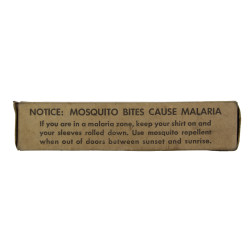 NOTICE: MOSQUITO BITES CAUSE MALARIA
If you are in a malaria zone, keep your shirt on and
your sleeves rolled down. Use mosquito repellent
when out of doors between sunset and sunrise.